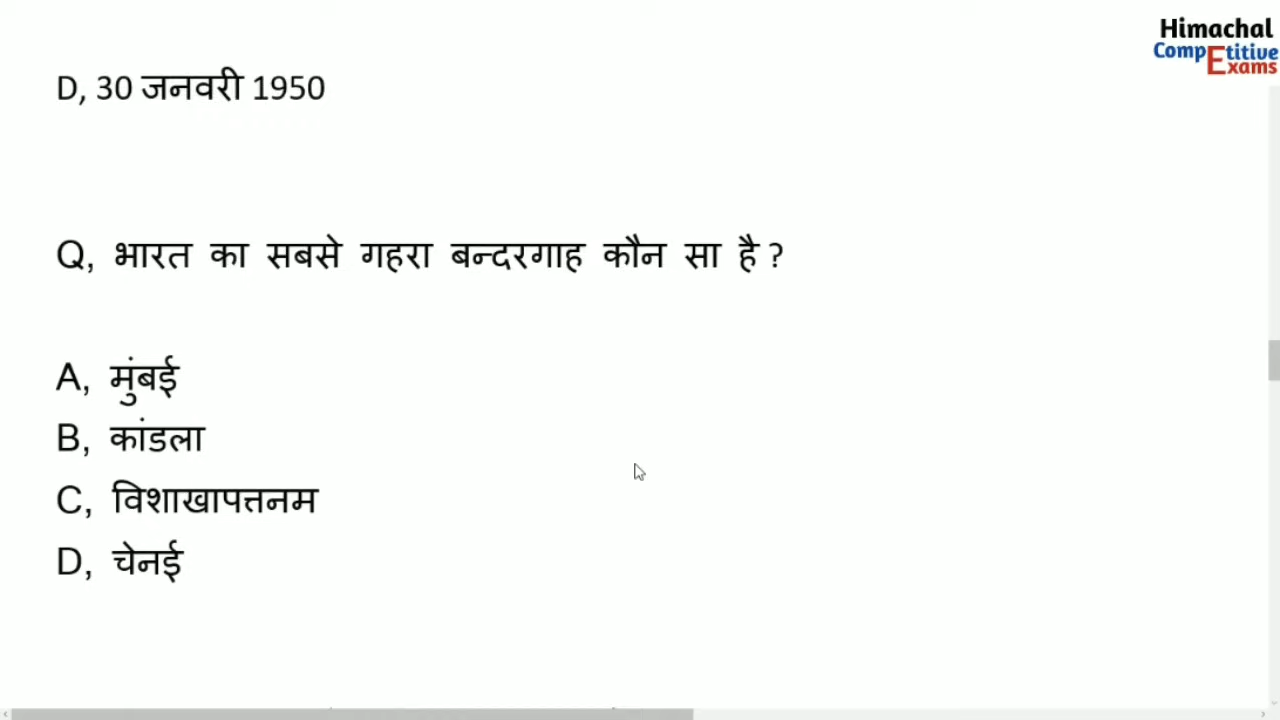 Himachal
CompEtitive
Exams
D, 30 जनवरी 1950
Q, भारत का सबसे गहरा बन्दरगाह कौन सा है ?
A, मुंबई
B, कांडला
C, विशाखापत्तनम
D, चेनई